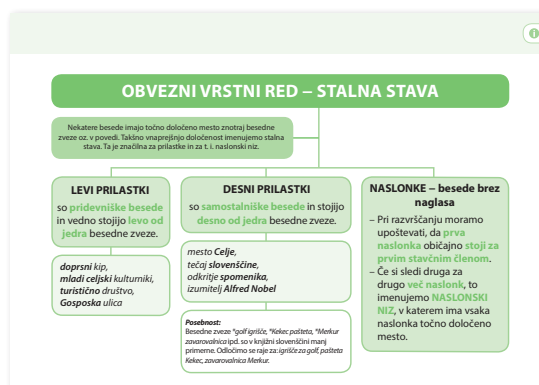 OBVEZNI VRSTNI RED – STALNA STAVA
Nekatere besede imajo točno določeno mesto znotraj besedne
zveze oz. v povedi. Takšno vnaprejšnjo določenost imenujemo stalna
stava. Ta je značilna za prilastke in za t. i. naslonski niz.
LEVI PRILASTKI
so pridevniške besede
in vedno stojijo levo od
jedra besedne zveze.
doprsni kip,
mladi celjski kulturniki,
turistično društvo,
Gosposka ulica
DESNI PRILASTKI
so samostalniške besede in stojijo
desno od jedra besedne zveze.
mesto Celje,
tečaj slovenščine,
odkritje spomenika,
izumitelj Alfred Nobel
Posebnost:
Besedne zveze *golf igrišče, *Kekec pašteta, *Merkur
zavarovalnica ipd. so v knjižni slovenščini manj
primerne. Odločimo se raje za: igrišče za golf, pašteta
Kekec, zavarovalnica Merkur.
NASLONKE – besede brez
naglasa
– Pri razvrščanju moramo
upoštevati, da prva
naslonka običajno stoji za
prvim stavčnim členom.
– Če si sledi druga za
drugo več naslonk, to
imenujemo NASLONSKI
NIZ, v katerem ima vsaka
naslonka točno določeno
mesto.